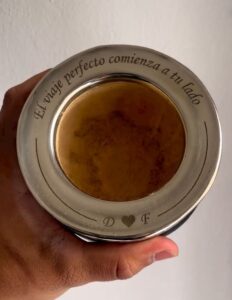 El viaje perfecto comienza a tu lado
D ♥ F